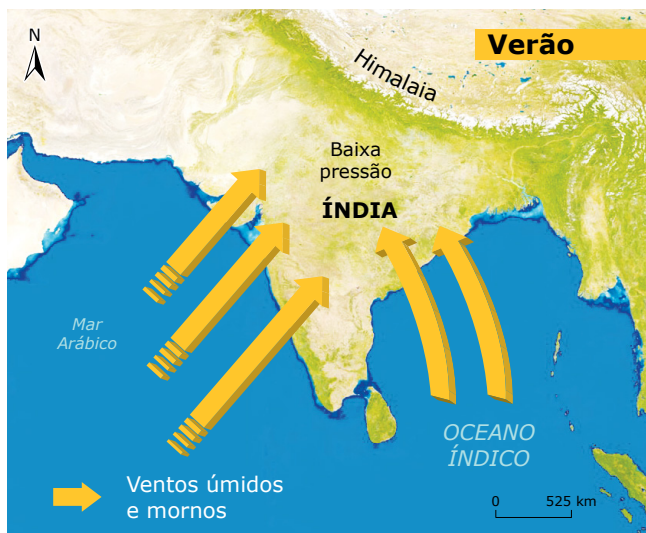 N
Verão
Himalaia
Baixa
pressão
ÍNDIA
Mar
Arábico
OCEANO
ÍNDICO
Ventos úmidos
e mornos
0 525 km